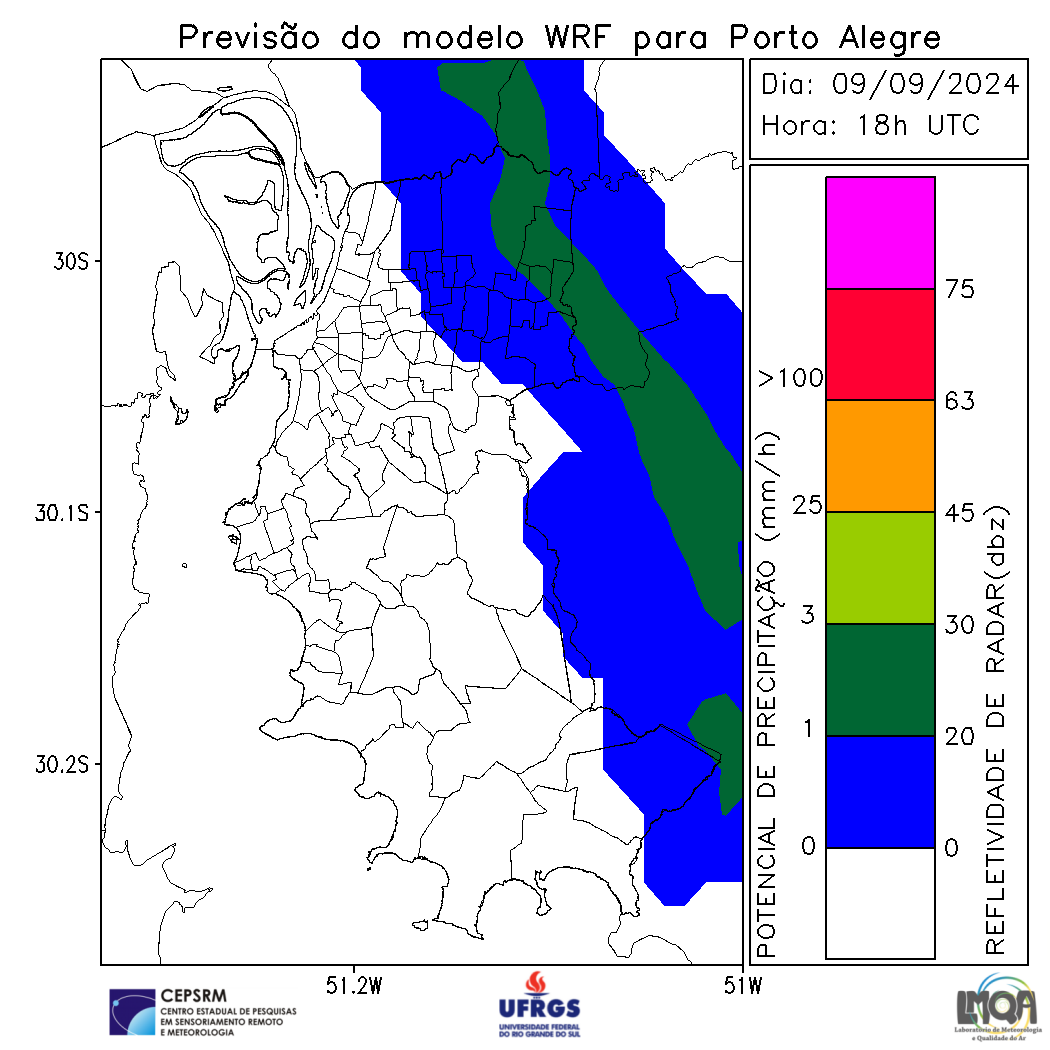 Previsão do modelo WRF para Porto Alegre
Dia: 09/09/2024
Hora: 18h UTC
30S
30.1S
30.2S
51.2W
51W
POTENCIAL DE PRECIPITAÇÃO (mm/h)
>100
25
3
1
0
75
63
45
30
20
0
REFLETIVIDADE DE RADAR(dbz)
CEPSRM
CENTRO ESTADUAL DE PESQUISAS
EM SENSORIAMENTO REMOTO
E METEOROLOGIA
UFRGS
UNIVERSIDADE FEDERAL
DO RIO GRANDE DO SUL
LMQA
Laboratório de Meteorologia
e Qualidade do Ar